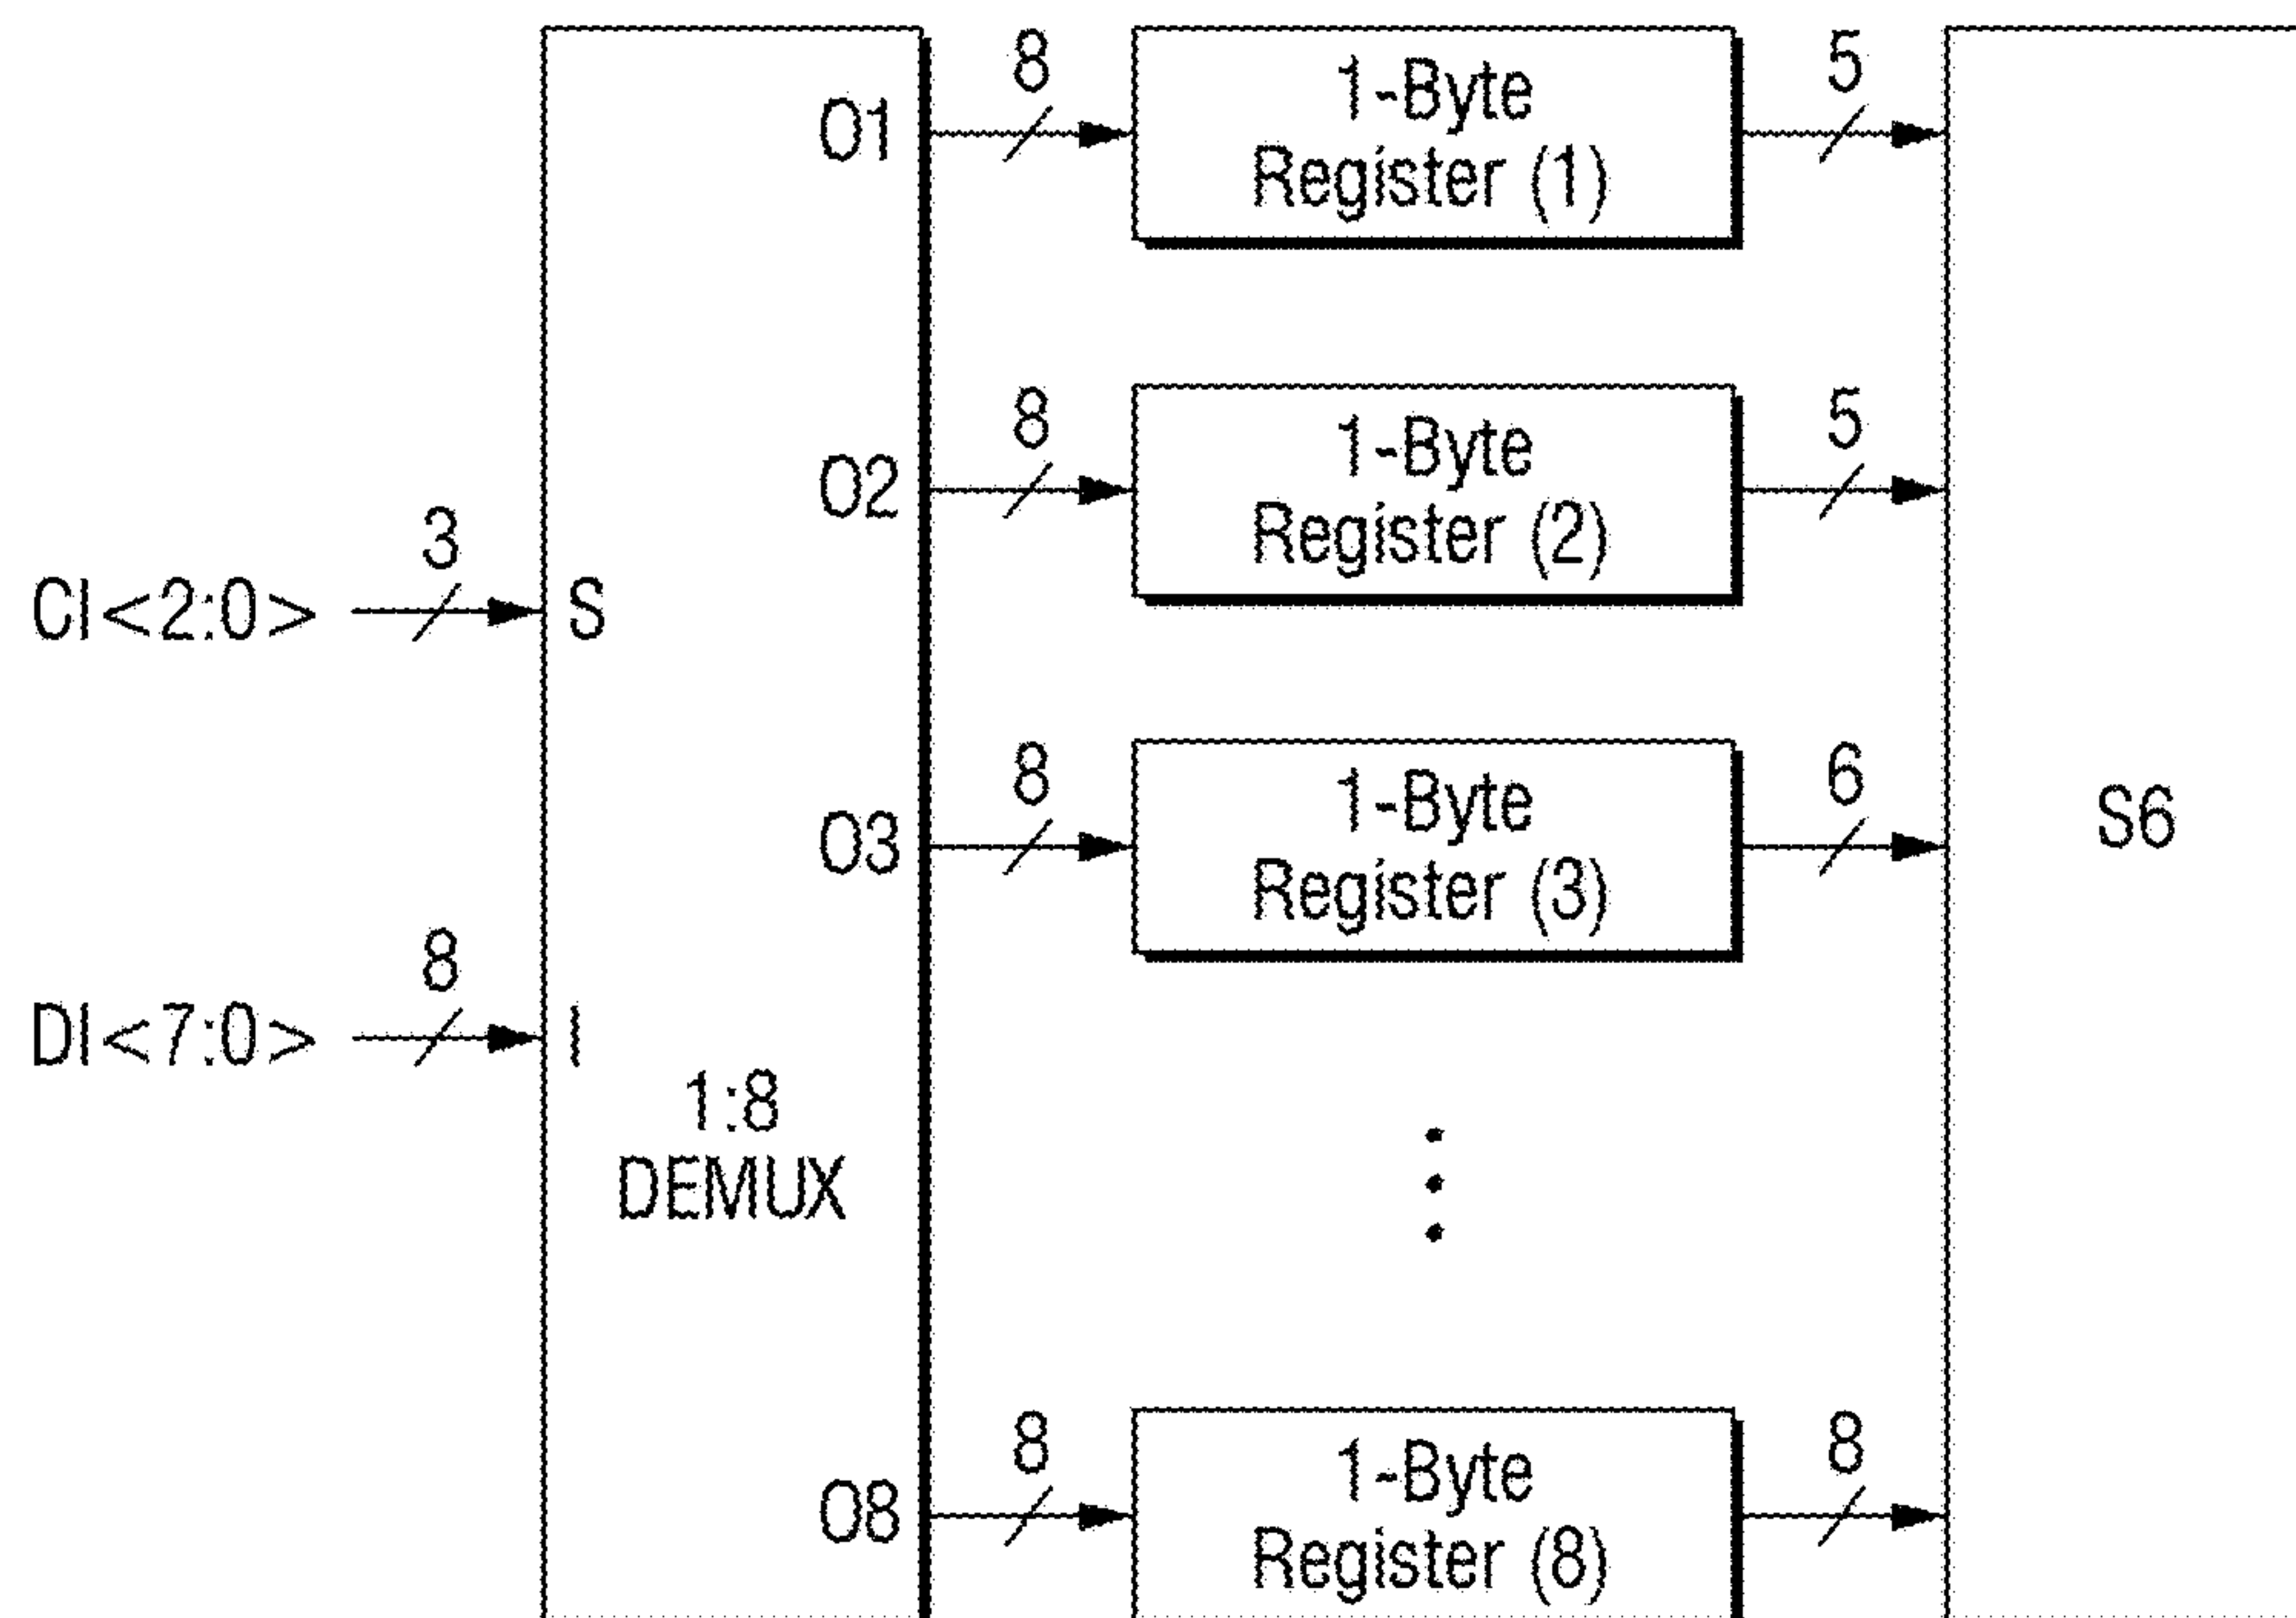 8
1-Byte
Register (1)
5
O1
8
1-Byte
Register (2)
5
O2
CI<2:0>
3
S
8
1-Byte
Register (3)
6
O3
S6
DI<7:0>
8
I
1:8
DEMUX
8
1-Byte
Register (8)
8
O8